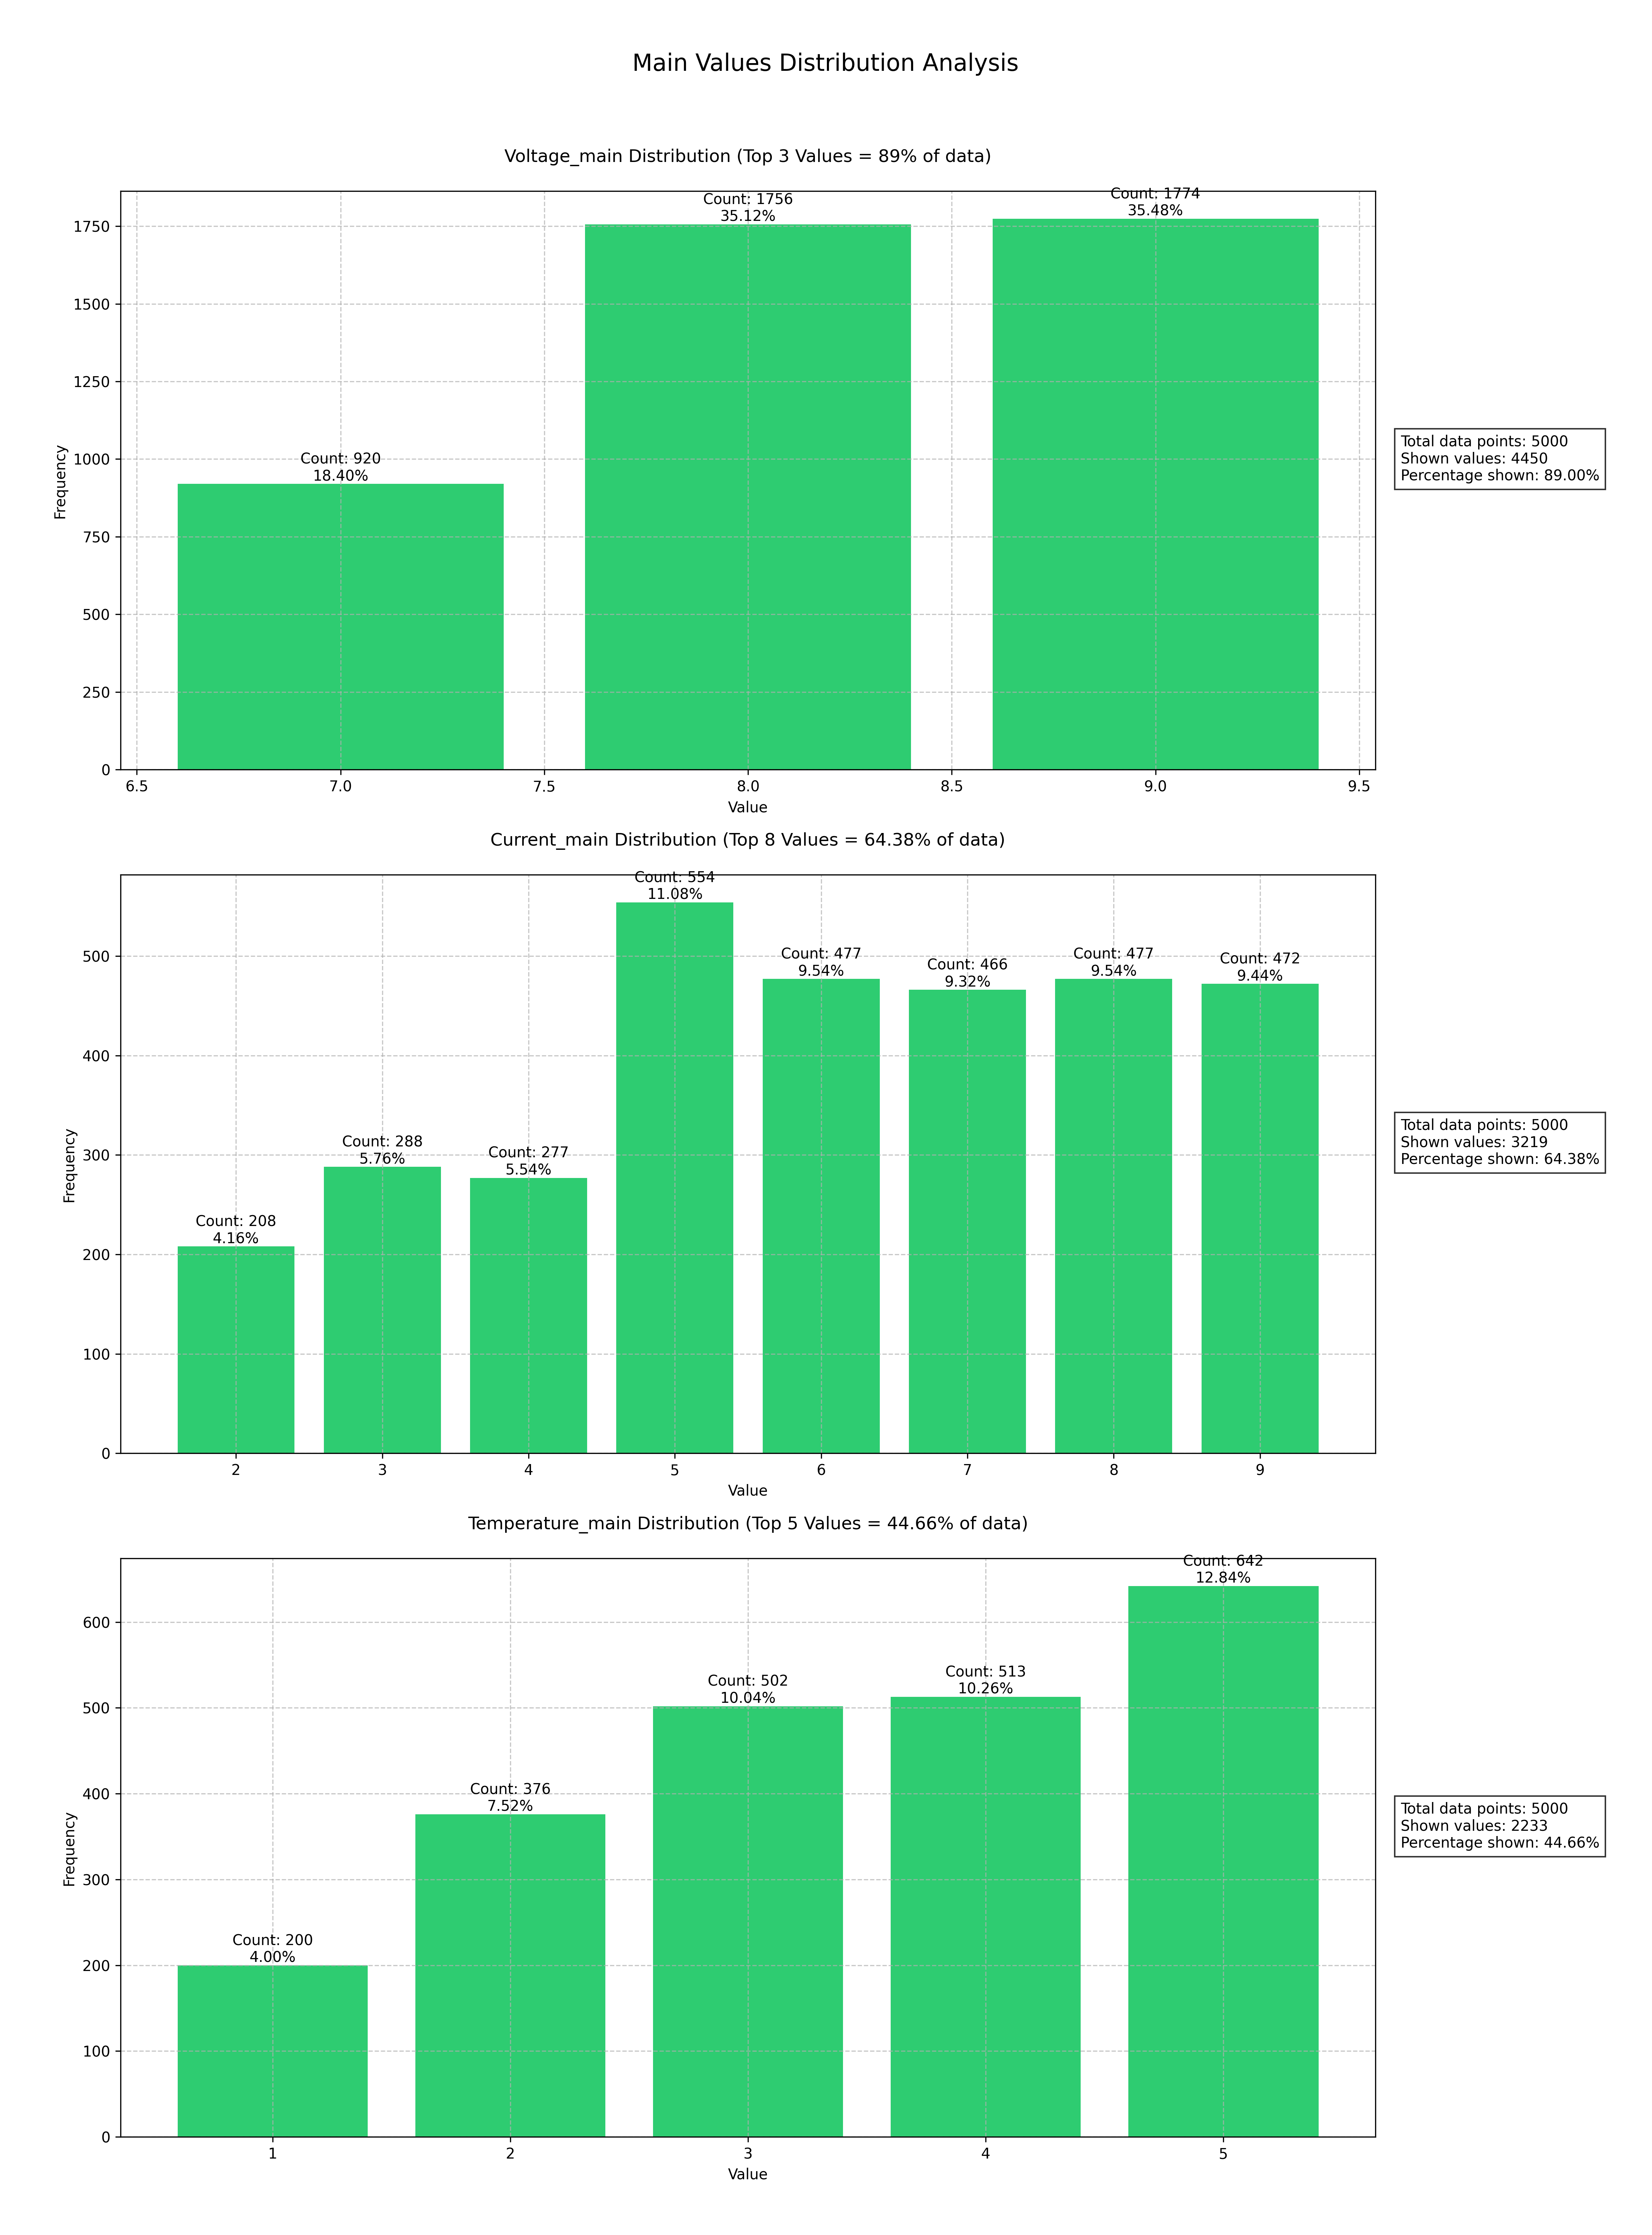 Main Values Distribution Analysis
Voltage_main Distribution (Top 3 Values = 89% of data)
Count: 1756
35.12%
Count: 1774
35.48%
Count: 920
18.40%
1750
1500
1250
1000
750
500
250
0
Frequency
6.5 7.0 7.5 8.0 8.5 9.0 9.5
Value
Total data points: 5000
Shown values: 4450
Percentage shown: 89.00%
Current_main Distribution (Top 8 Values = 64.38% of data)
Count: 208
4.16%
Count: 288
5.76%
Count: 277
5.54%
Count: 554
11.08%
Count: 477
9.54%
Count: 466
9.32%
Count: 477
9.54%
Count: 472
9.44%
500
400
300
200
100
0
Frequency
2 3 4 5 6 7 8 9
Value
Total data points: 5000
Shown values: 3219
Percentage shown: 64.38%
Temperature_main Distribution (Top 5 Values = 44.66% of data)
Count: 200
4.00%
Count: 376
7.52%
Count: 502
10.04%
Count: 513
10.26%
Count: 642
12.84%
600
500
400
300
200
100
0
Frequency
1 2 3 4 5
Value
Total data points: 5000
Shown values: 2233
Percentage shown: 44.66%